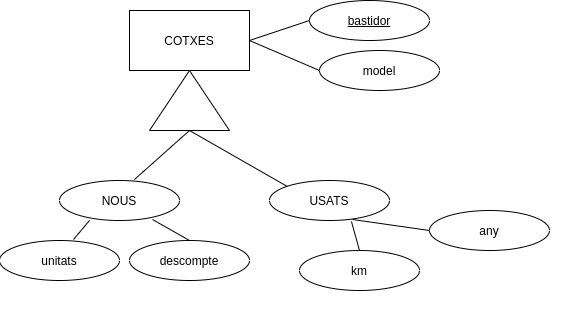 bastidor
COTXES
model
NOUS
USATS
any
unitats
descompte
km